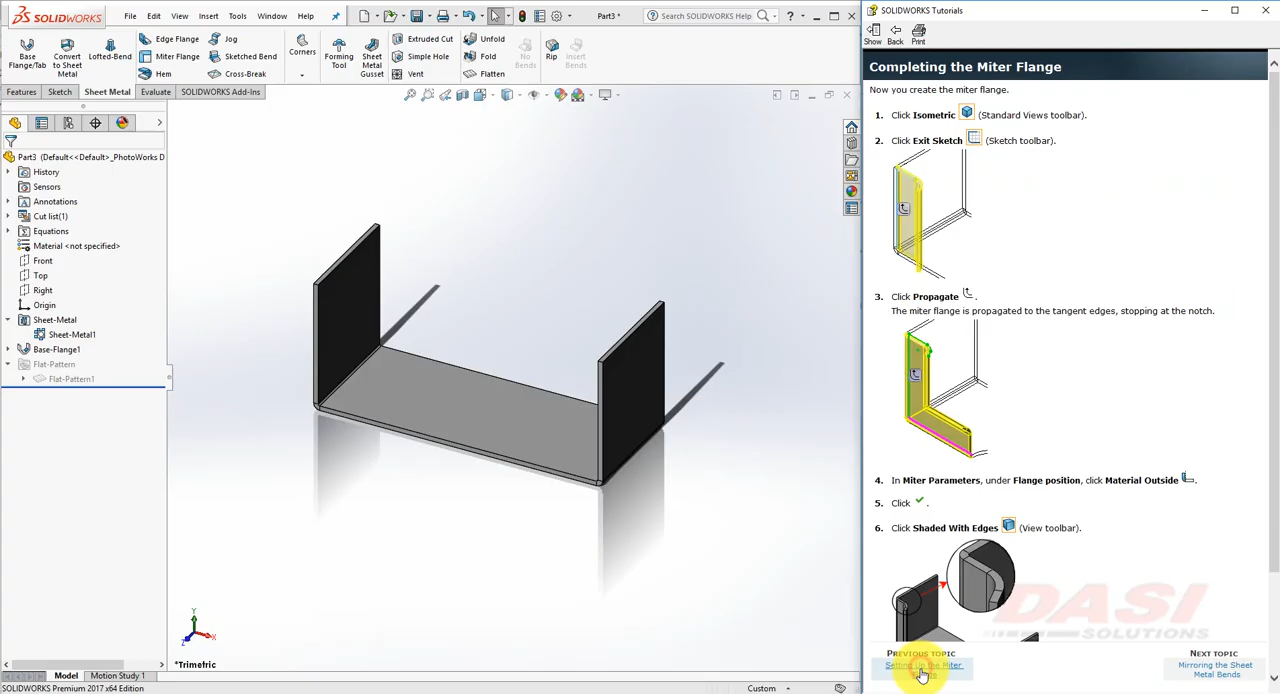 SOLIDWORKS
File Edit View Insert Tools Window Help
Part3 *
Search SOLIDWORKS Help
Base Flange/Tab
Convert to Sheet Metal
Lofted-Bend
Edge Flange
Miter Flange
Hem
Jog
Sketched Bend
Cross-Break
Corners
Forming Tool
Sheet Metal Gusset
Extruded Cut
Simple Hole
Vent
Unfold
Fold
Flatten
No Bends
Rip
Insert Bends
Features Sketch Sheet Metal Evaluate SOLIDWORKS Add-Ins
Part3 (Default<<Default>_PhotoWorks D
History
Sensors
Annotations
Cut list(1)
Equations
Material <not specified>
Front
Top
Right
Origin
Sheet-Metal
Sheet-Metal1
Base-Flange1
Flat-Pattern
Flat-Pattern1
Y
X
Z
*Trimetric
Model Motion Study 1
SOLIDWORKS Premium 2017 x64 Edition
Custom
SOLIDWORKS Tutorials
Show Back Print
Completing the Miter Flange
Now you create the miter flange.
1. Click Isometric (Standard Views toolbar).
2. Click Exit Sketch (Sketch toolbar).
3. Click Propagate .
The miter flange is propagated to the tangent edges, stopping at the notch.
4. In Miter Parameters, under Flange position, click Material Outside .
5. Click .
6. Click Shaded With Edges (View toolbar).
DASI
SOLUTIONS
PREVIOUS TOPIC
Setting Up the Miter
NEXT TOPIC
Mirroring the Sheet
Metal Bends